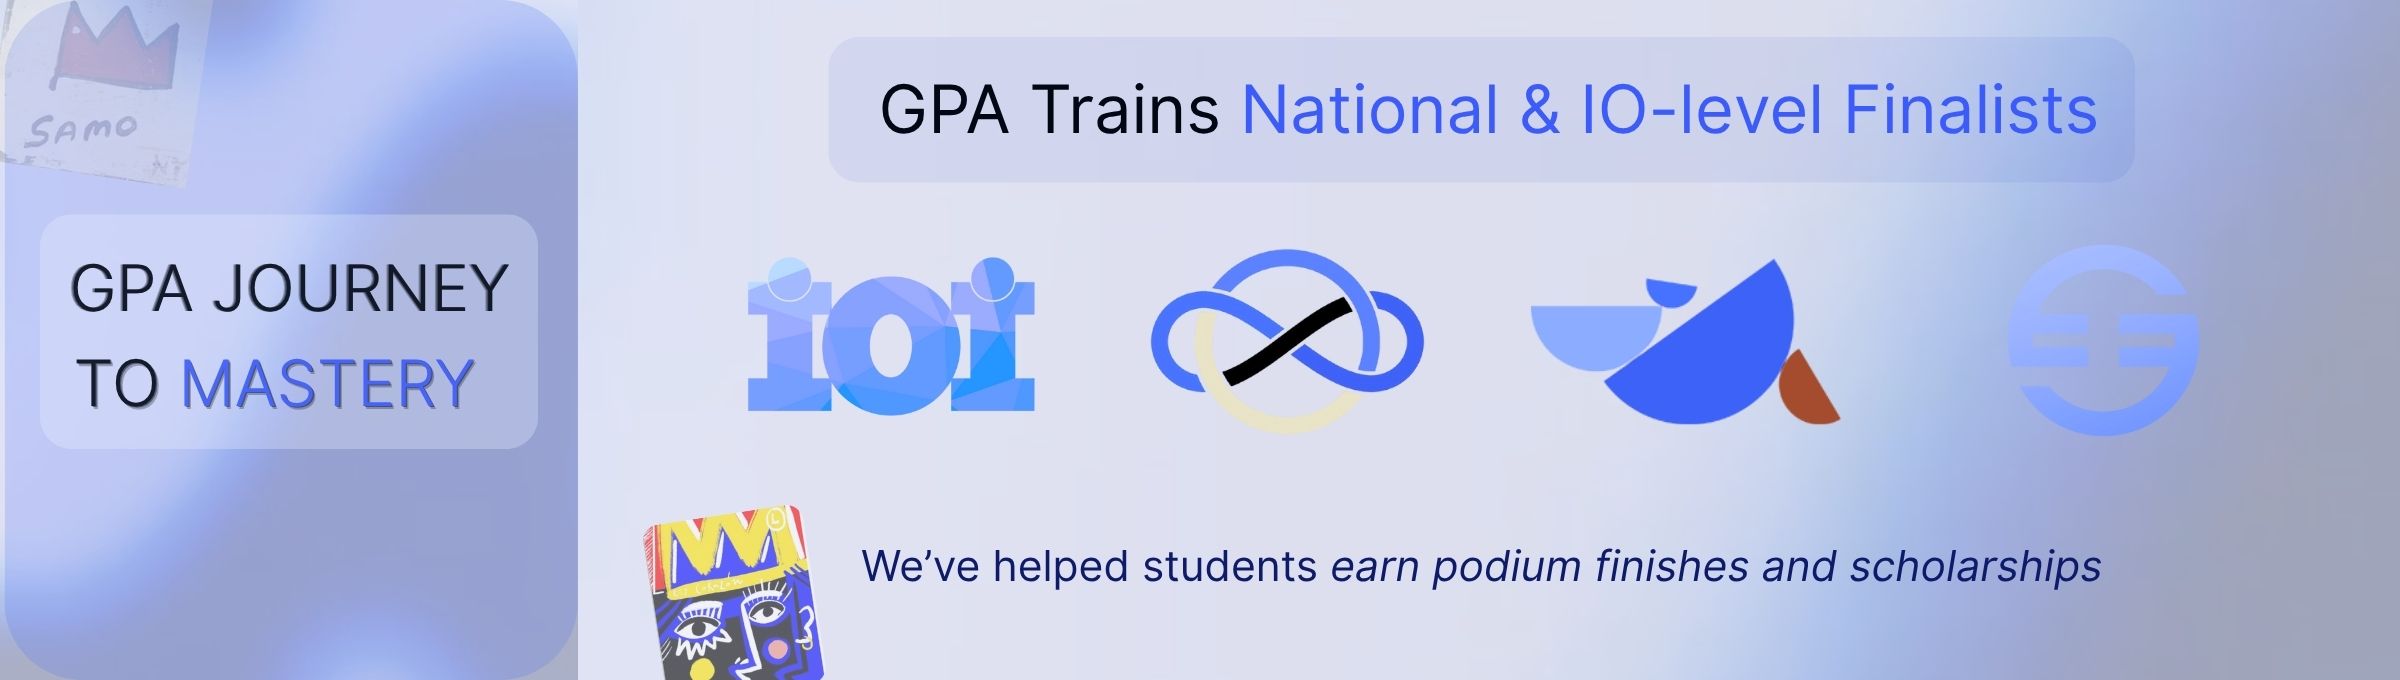 SAMO
GPA JOURNEY
TO MASTERY
GPA Trains National & IO-level Finalists
ioi
We’ve helped students earn podium finishes and scholarships